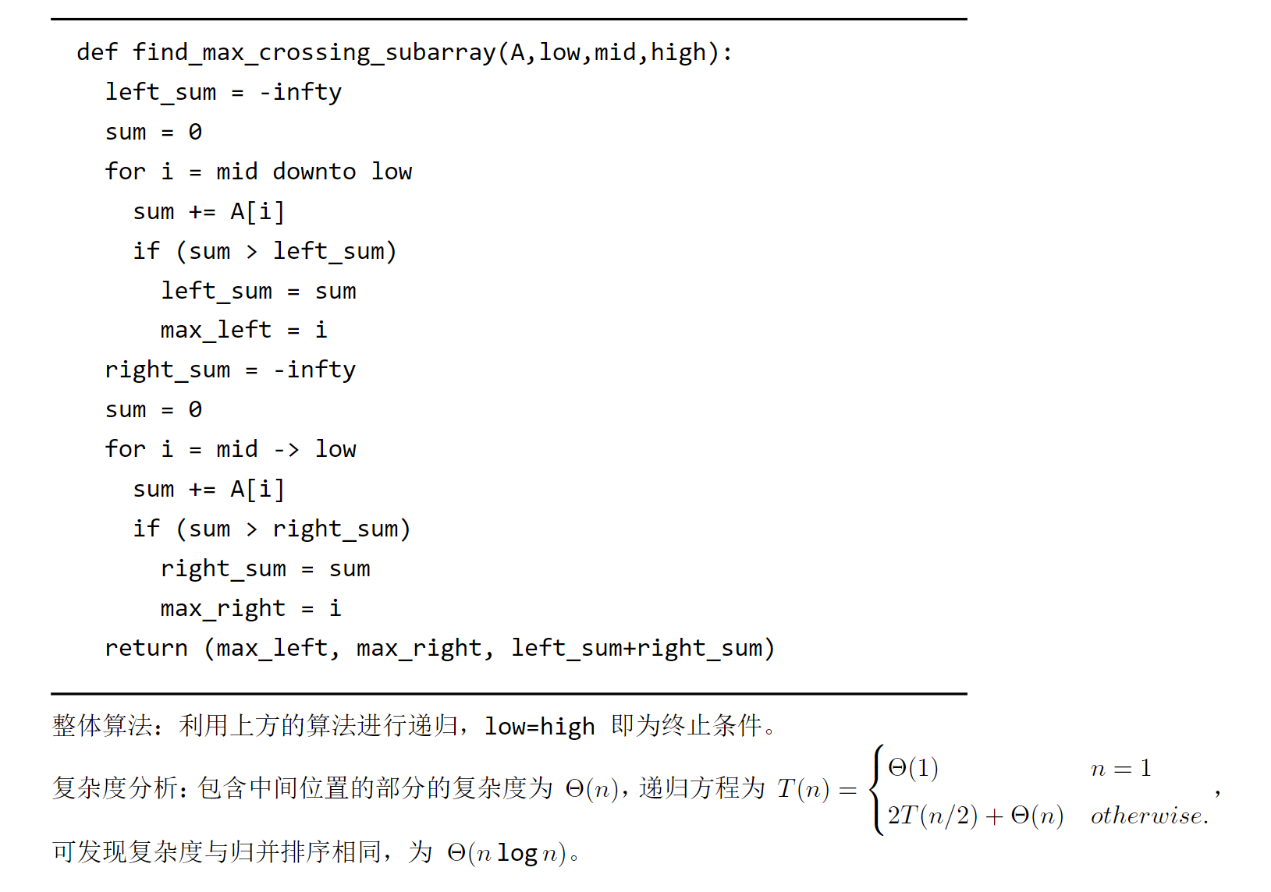 def find_max_crossing_subarray(A,low,mid,high):
left_sum = -infty
sum = 0
for i = mid downto low
sum += A[i]
if (sum > left_sum)
left_sum = sum
max_left = i
right_sum = -infty
sum = 0
for i = mid -> low
sum += A[i]
if (sum > right_sum)
right_sum = sum
max_right = i
return (max_left, max_right, left_sum+right_sum)
整体算法：利用上方的算法进行递归，low=high 即为终止条件。
复杂度分析：包含中间位置的部分的复杂度为 Θ(n)，递归方程为 T(n) = { Θ(1) n = 1
2T(n/2) + Θ(n) otherwise. ，
可发现复杂度与归并排序相同，为 Θ(n log n)。